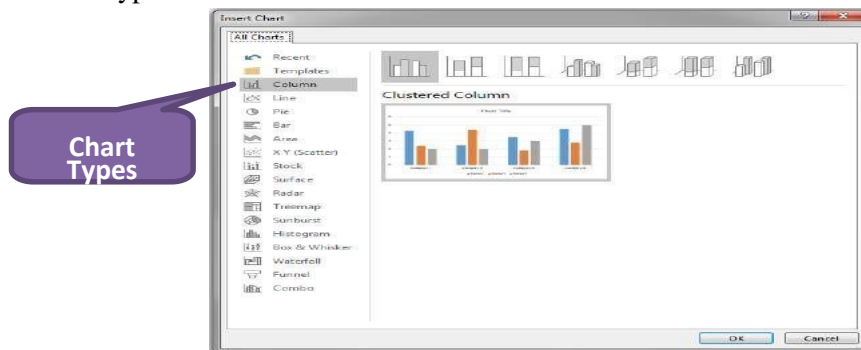 Insert Chart
All Charts
Recent
Templates
Column
Line
Pie
Bar
Area
X Y (Scatter)
Stock
Surface
Radar
Treemap
Sunburst
Histogram
Box & Whisker
Waterfall
Funnel
Combo
Clustered Column
Chart Title
Chart
Types
OK
Cancel